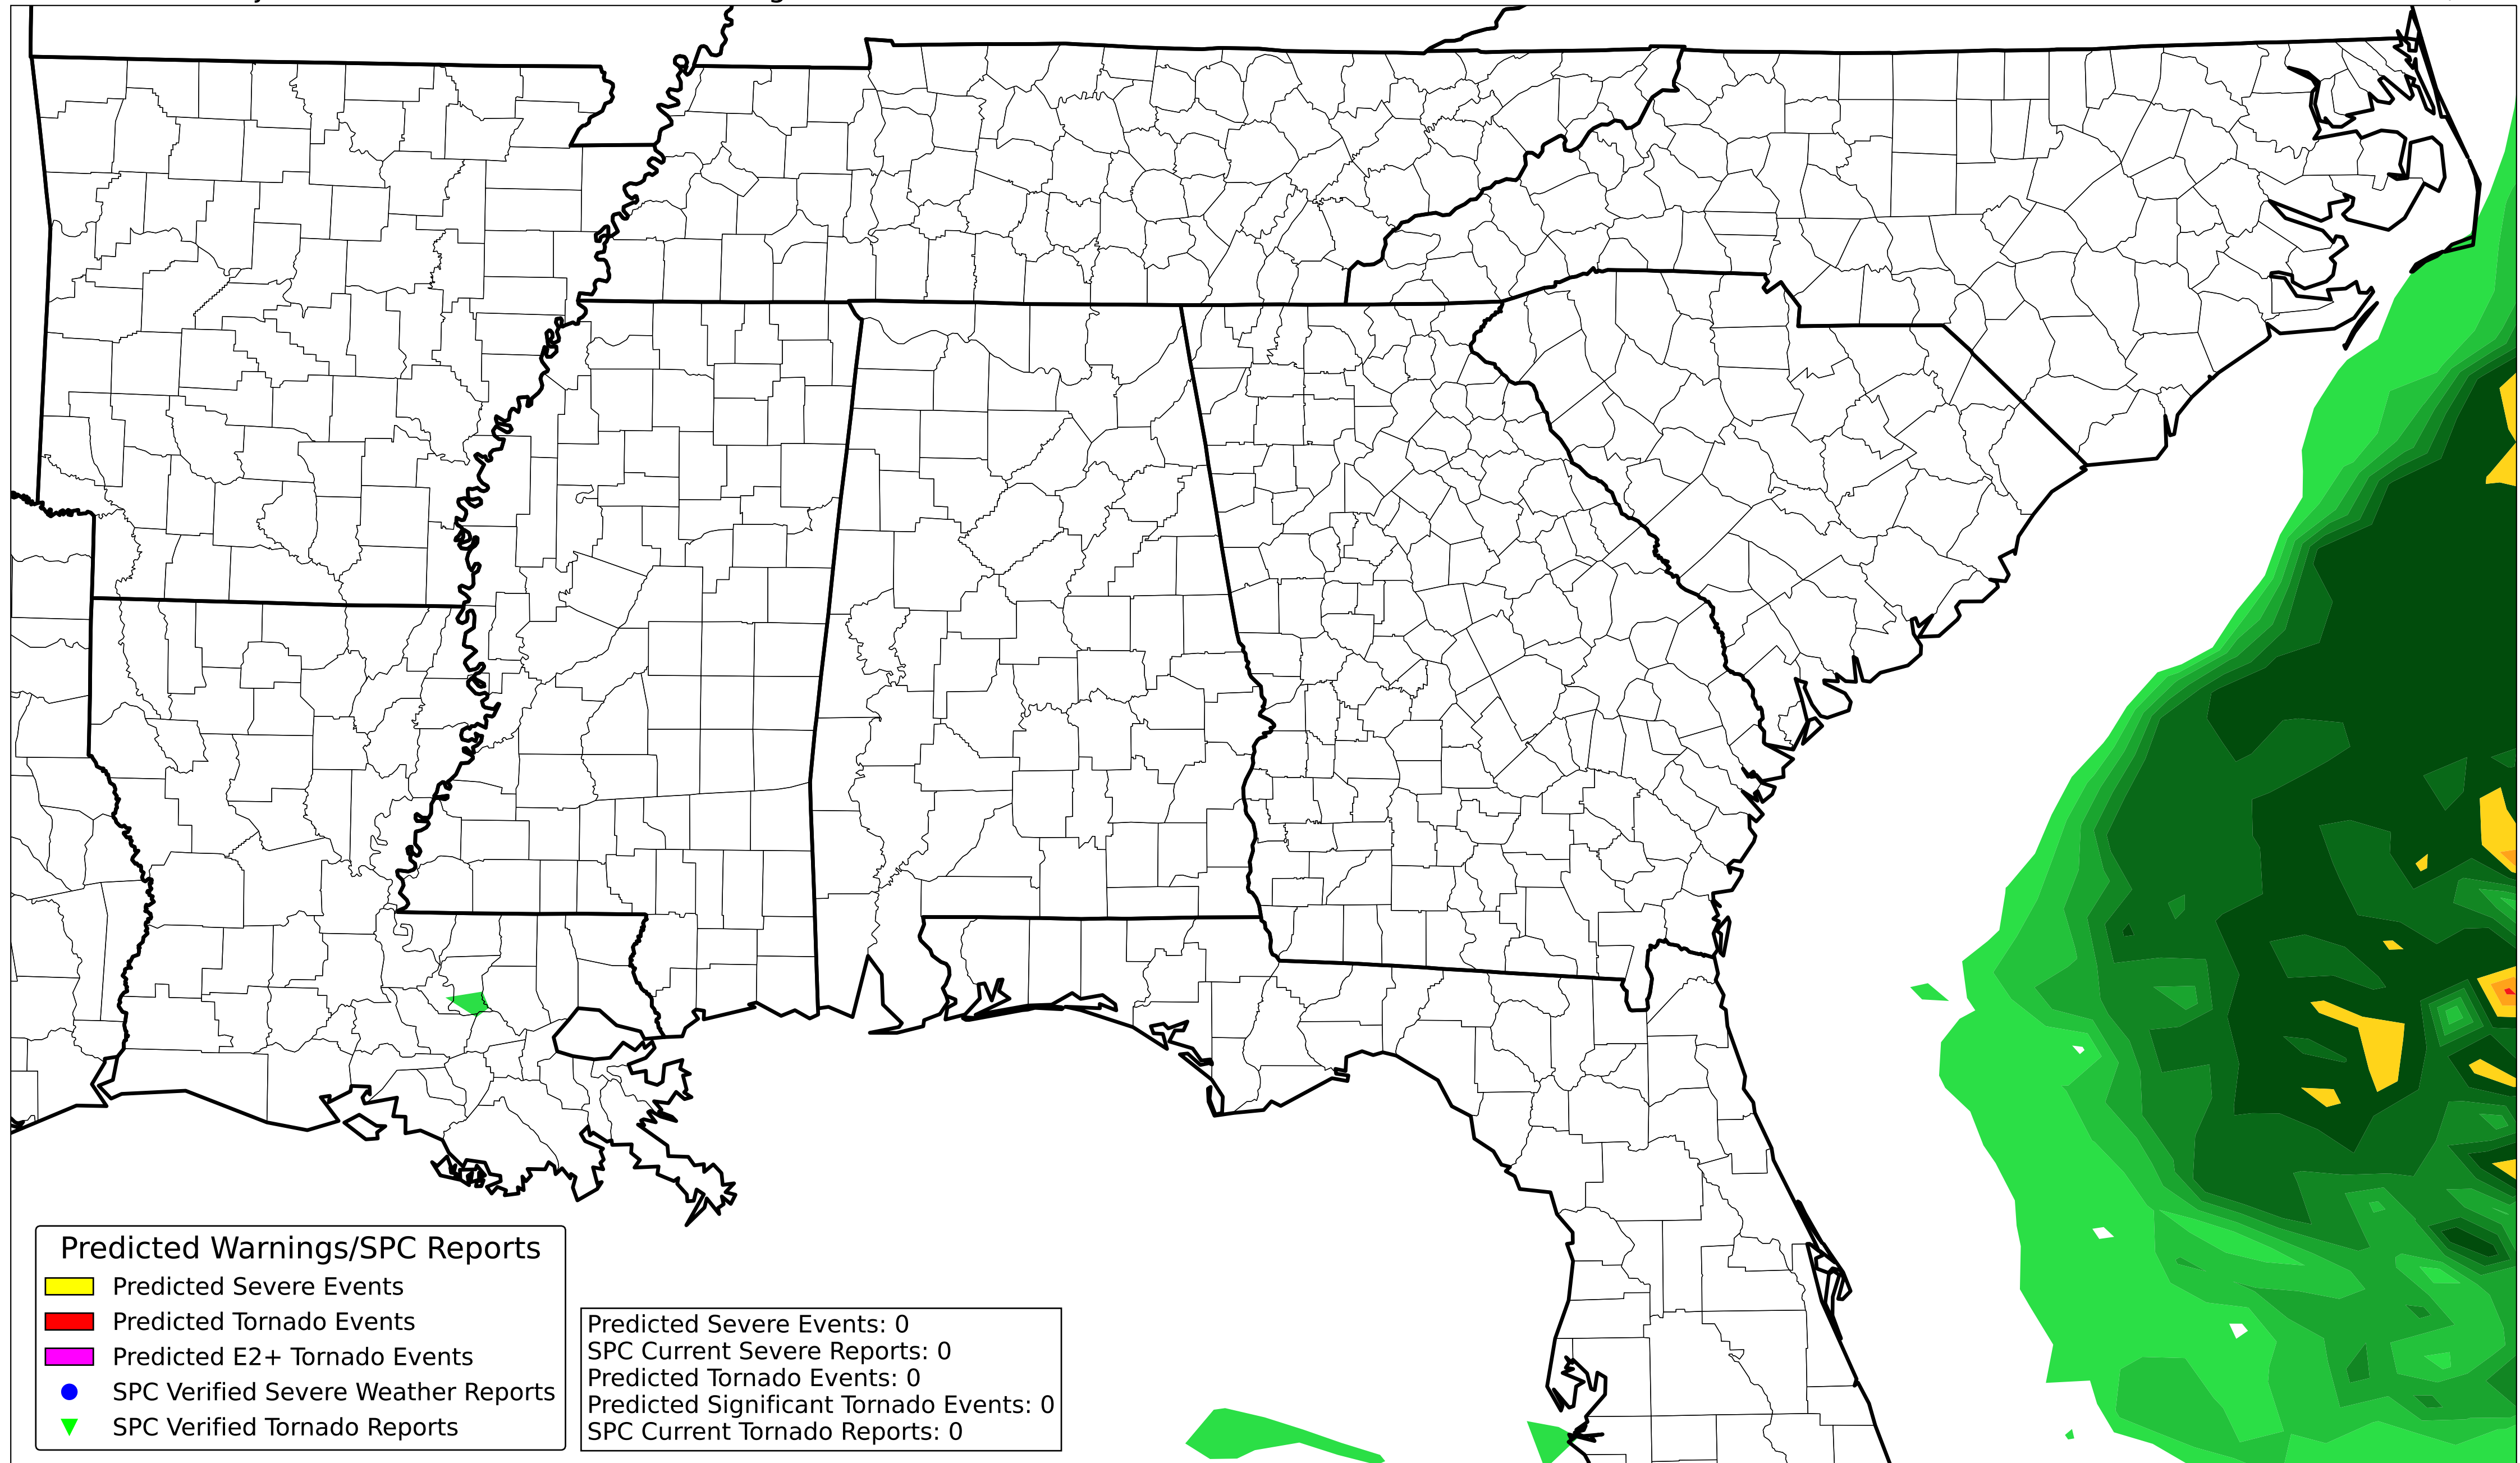 Predicted Warnings/SPC Reports
Predicted Severe Events
Predicted Tornado Events
Predicted E2+ Tornado Events
SPC Verified Severe Weather Reports
SPC Verified Tornado Reports
Predicted Severe Events: 0
SPC Current Severe Reports: 0
Predicted Tornado Events: 0
Predicted Significant Tornado Events: 0
SPC Current Tornado Reports: 0